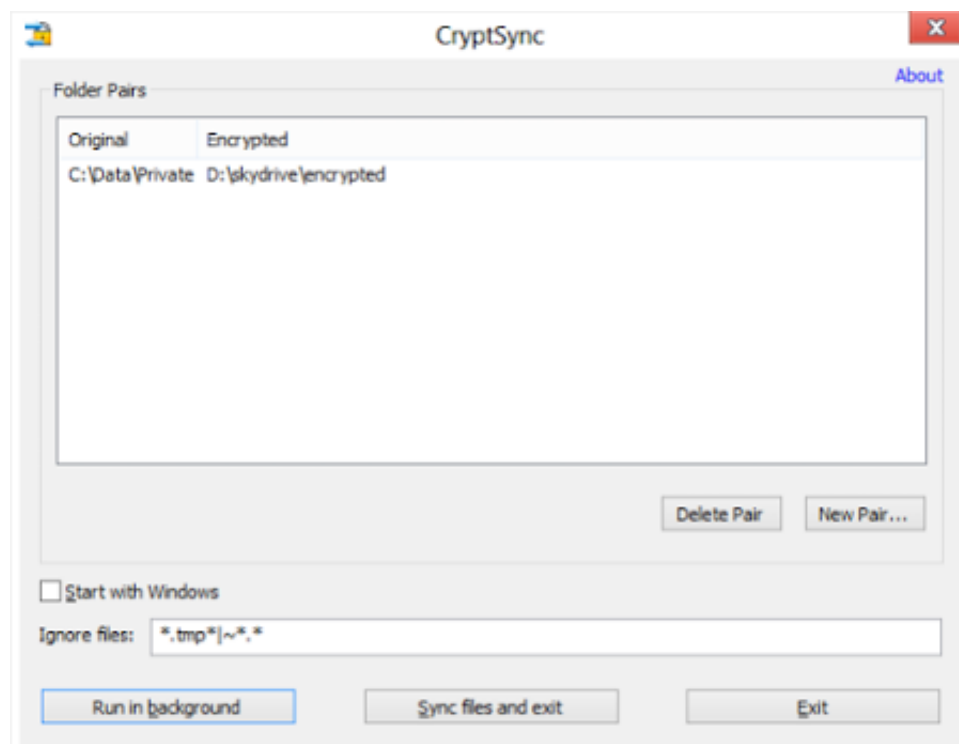 CryptSync
About
Folder Pairs
Original Encrypted
C:\Data\Private D:\skydrive\encrypted
Delete Pair New Pair...
Start with Windows
Ignore files: *.tmp*|~*.*
Run in background Sync files and exit Exit